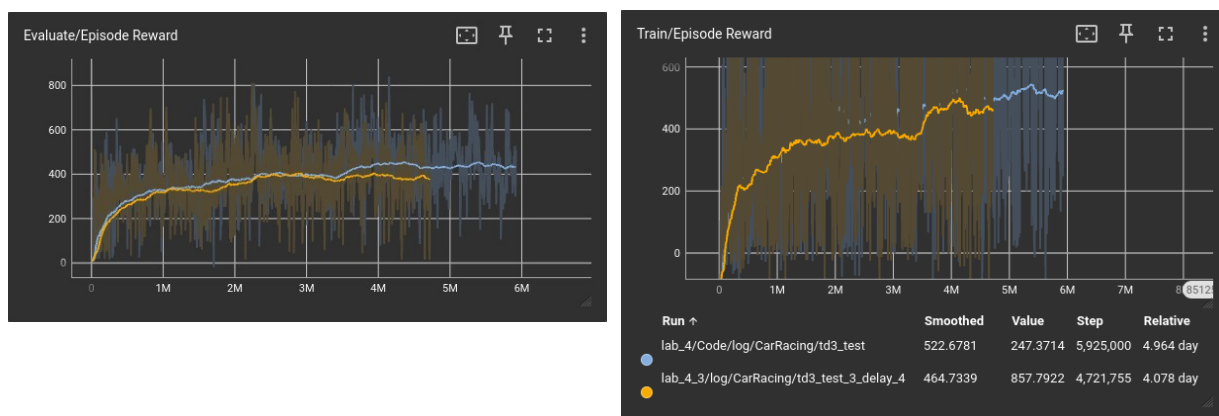 Evaluate/Episode Reward
800
600
400
200
0
0 1M 2M 3M 4M 5M 6M
Train/Episode Reward
600
400
200
0
0 1M 2M 3M 4M 5M 6M 7M 8 8512
Run ↑ Smoothed Value Step Relative
lab_4/Code/log/CarRacing/td3_test 522.6781 247.3714 5,925,000 4.964 day
lab_4_3/log/CarRacing/td3_test_3_delay_4 464.7339 857.7922 4,721,755 4.078 day